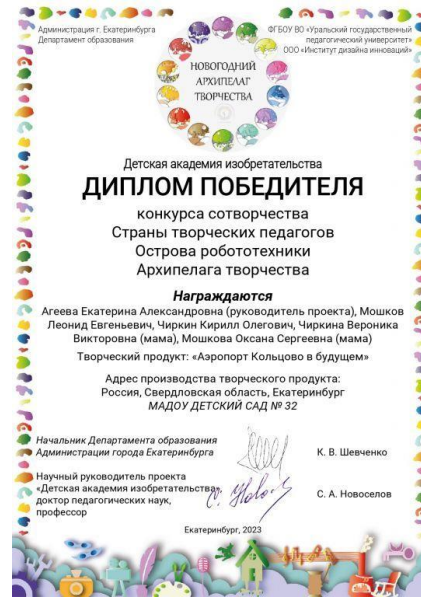 Администрация г. Екатеринбурга
Департамент образования
ФГБОУ ВО «Уральский государственный
педагогический университет»
ООО «Институт дизайна инноваций»
НОВОГОДНИЙ
АРХИПЕЛАГ
ТВОРЧЕСТВА
Детская академия изобретательства
ДИПЛОМ ПОБЕДИТЕЛЯ
конкурса сотворчества
Страны творческих педагогов
Острова робототехники
Архипелага творчества
Награждаются
Агеева Екатерина Александровна (руководитель проекта), Мошков
Леонид Евгеньевич, Чиркин Кирилл Олегович, Чиркина Вероника
Викторовна (мама), Мошкова Оксана Сергеевна (мама)
Творческий продукт: «Аэропорт Кольцово в будущем»
Адрес производства творческого продукта:
Россия, Свердловская область, Екатеринбург
МАДОУ ДЕТСКИЙ САД № 32
Начальник Департамента образования
Администрации города Екатеринбурга
К. В. Шевченко
Научный руководитель проекта
«Детская академия изобретательства»,
доктор педагогических наук,
профессор
С. А. Новоселов
Екатеринбург, 2023